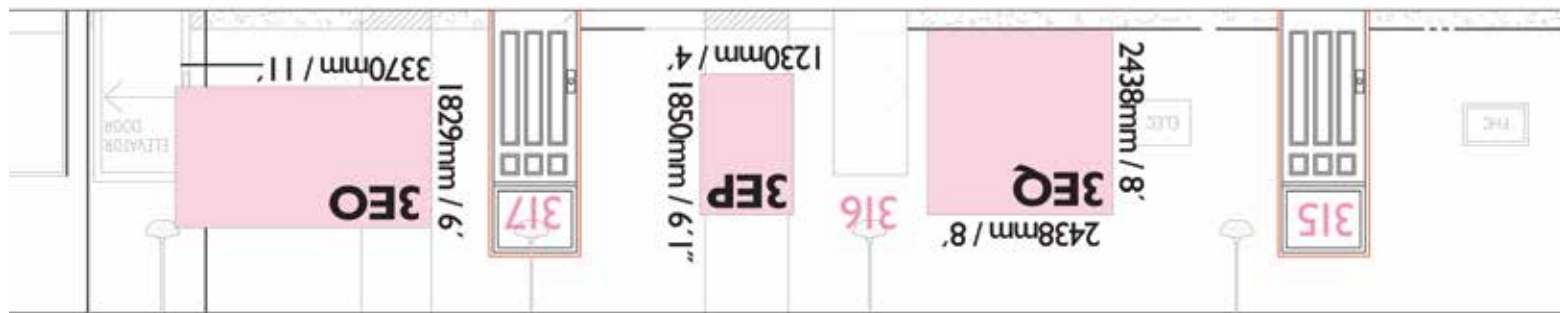 FHC
315
ELEC
2438mm / 8'
2438mm / 8'
3EQ
316
3EP
1850mm / 6'1"
1230mm / 4'
317
1829mm / 6'
3EO
3370mm / 11'
ELEVATOR
DOOR